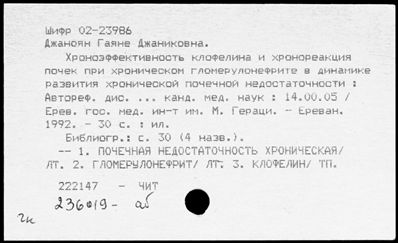 Шифр 02-23986
Джаноян Гаяне Джаниковна.
Хроноэффективность клофелина и хронореакция
почек при хроническом гломерулонефрите в динамике
развития хронической почечной недостаточности :
Автореф. дис. ... канд. мед. наук : 14.00.05 /
Ерев. гос. мед. ин-т им. М. Гераци. - Ереван.
1992. - 30 с. : ил.
Библиогр.: с. 30 (4 назв.).
-- 1. ПОЧЕЧНАЯ НЕДОСТАТОЧНОСТЬ ХРОНИЧЕСКАЯ/
ЛТ. 2. ГЛОМЕРУЛОНЕФРИТ/ ЛТ. 3. КЛОФЕЛИН/ ТП.
222147 - ЧИТ
236019- аб